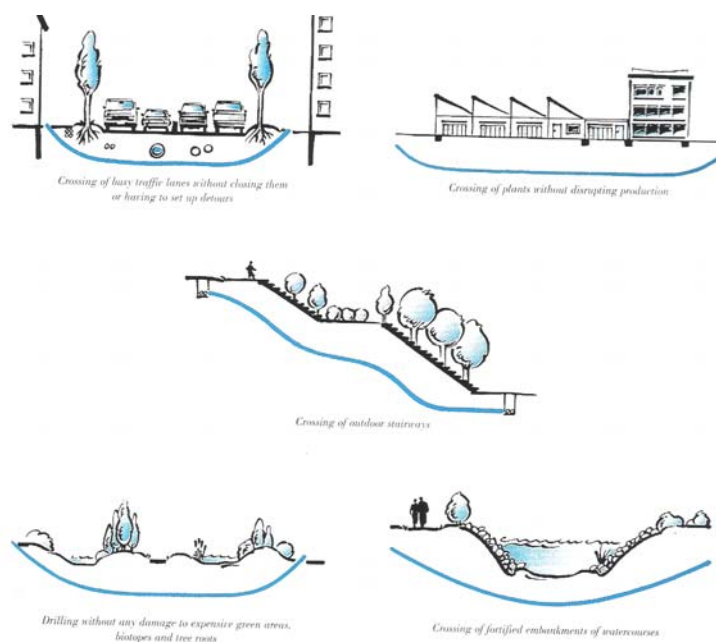 Crossing of busy traffic lanes without closing them
or having to set up detours
Crossing of plants without disrupting production
Crossing of outdoor stairways
Drilling without any damage to expensive green areas,
biotopes and tree roots
Crossing of fortified embankments of watercourses